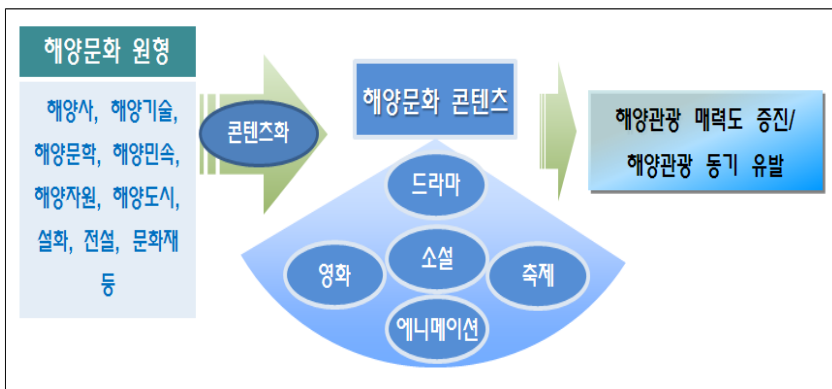 해양문화 원형
해양사, 해양기술,
해양문학, 해양민속,
해양자원, 해양도시,
설화, 전설, 문화재
등
콘텐츠화
해양문화 콘텐츠
드라마
영화
소설
축제
에니메이션
해양관광 매력도 증진/
해양관광 동기 유발